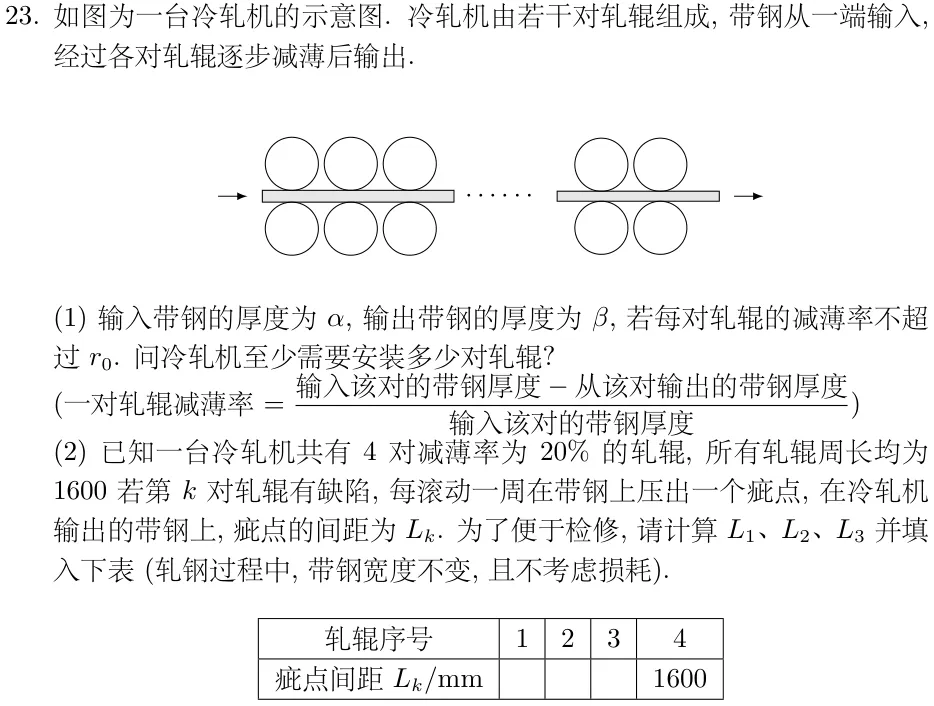 23. 如图为一台冷轧机的示意图. 冷轧机由若干对轧辊组成, 带钢从一端输入,
经过各对轧辊逐步减薄后输出.
······
(1) 输入带钢的厚度为 α, 输出带钢的厚度为 β, 若每对轧辊的减薄率不超
过 r₀. 问冷轧机至少需要安装多少对轧辊?
(一对轧辊减薄率 = 输入该对的带钢厚度 − 从该对输出的带钢厚度
输入该对的带钢厚度)
(2) 已知一台冷轧机共有 4 对减薄率为 20% 的轧辊, 所有轧辊周长均为
1600 若第 k 对轧辊有缺陷, 每滚动一周在带钢上压出一个疵点, 在冷轧机
输出的带钢上, 疵点的间距为 Lₖ. 为了便于检修, 请计算 L₁、L₂、L₃ 并填
入下表 (轧钢过程中, 带钢宽度不变, 且不考虑损耗).
轧辊序号 1 2 3 4
疵点间距 Lₖ/mm 1600